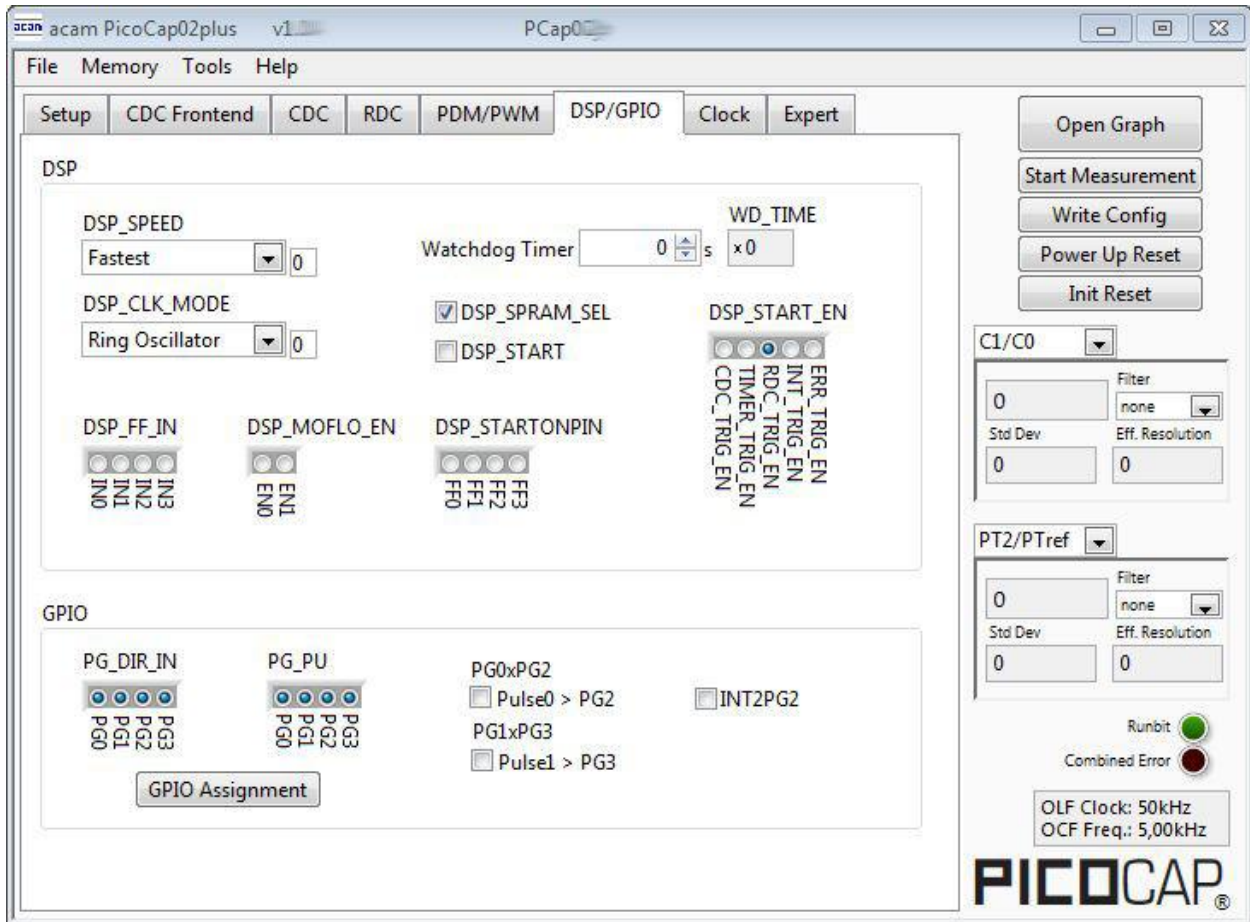 acam acam PicoCap02plus v1. PCap0
File Memory Tools Help
Setup CDC Frontend CDC RDC PDM/PWM DSP/GPIO Clock Expert
Open Graph
Start Measurement
Write Config
Power Up Reset
Init Reset
DSP
DSP_SPEED
Fastest 0
Watchdog Timer 0 s
WD_TIME
x0
DSP_CLK_MODE
Ring Oscillator 0
DSP_SPRAM_SEL
DSP_START
DSP_START_EN
CDC_TRIG_EN
TIMER_TRIG_EN
RDC_TRIG_EN
INT_TRIG_EN
ERR_TRIG_EN
DSP_FF_IN
IN0
IN1
IN2
IN3
DSP_MOFLO_EN
EN0
EN1
DSP_STARTONPIN
FF0
FF1
FF2
FF3
GPIO
PG_DIR_IN
PG0
PG1
PG2
PG3
PG_PU
PG0
PG1
PG2
PG3
PG0xPG2
Pulse0 > PG2
PG1xPG3
Pulse1 > PG3
INT2PG2
GPIO Assignment
C1/C0
0
Filter
none
Std Dev Eff. Resolution
0 0
PT2/PTref
0
Filter
none
Std Dev Eff. Resolution
0 0
Runbit
Combined Error
OLF Clock: 50kHz
OCF Freq.: 5,00kHz
PICOCAP®